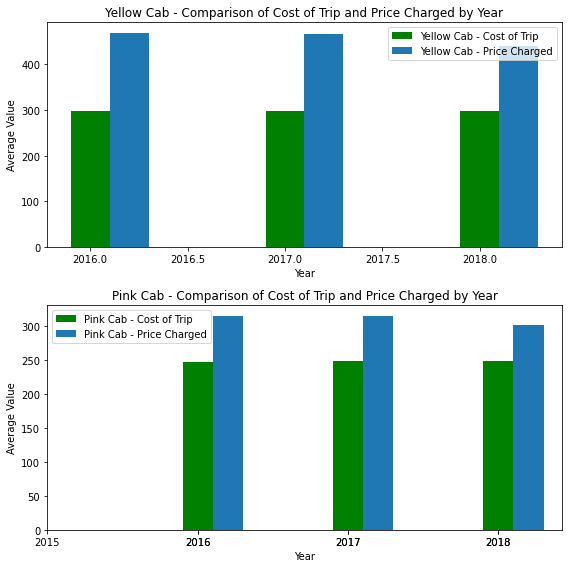 Yellow Cab - Comparison of Cost of Trip and Price Charged by Year
Yellow Cab - Cost of Trip
Yellow Cab - Price Charged
Average Value
400
300
200
100
0
2016.0 2016.5 2017.0 2017.5 2018.0
Year
Pink Cab - Comparison of Cost of Trip and Price Charged by Year
Pink Cab - Cost of Trip
Pink Cab - Price Charged
Average Value
300
250
200
150
100
50
0
2015 2016 2017 2018
Year